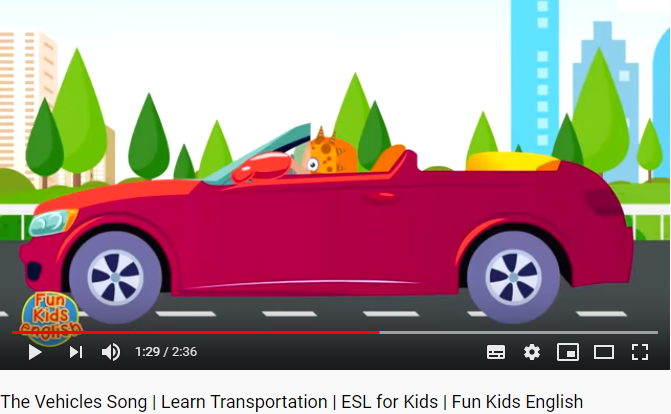 Fun
Kids
English
1:29 / 2:36
The Vehicles Song | Learn Transportation | ESL for Kids | Fun Kids English